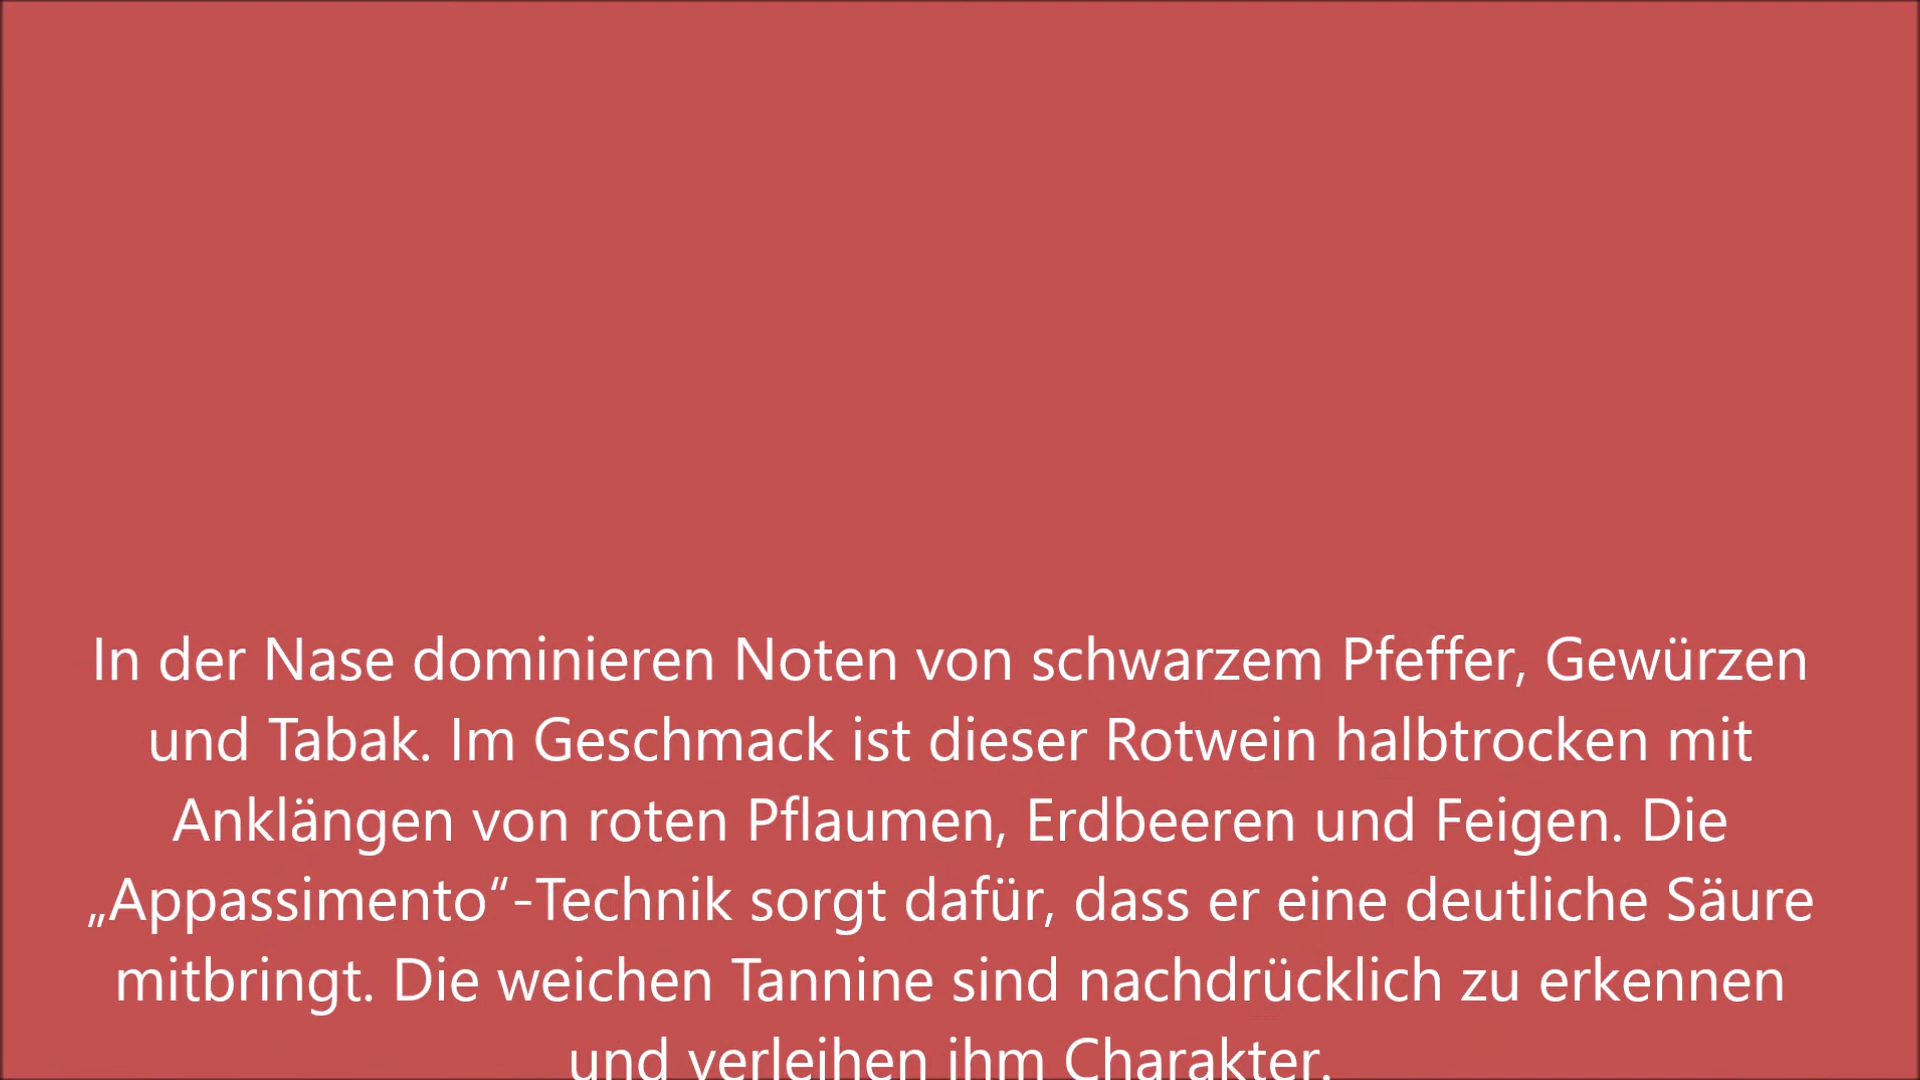 In der Nase dominieren Noten von schwarzem Pfeffer, Gewürzen
und Tabak. Im Geschmack ist dieser Rotwein halbtrocken mit
Anklängen von roten Pflaumen, Erdbeeren und Feigen. Die
„Appassimento“-Technik sorgt dafür, dass er eine deutliche Säure
mitbringt. Die weichen Tannine sind nachdrücklich zu erkennen
und verleihen ihm Charakter.